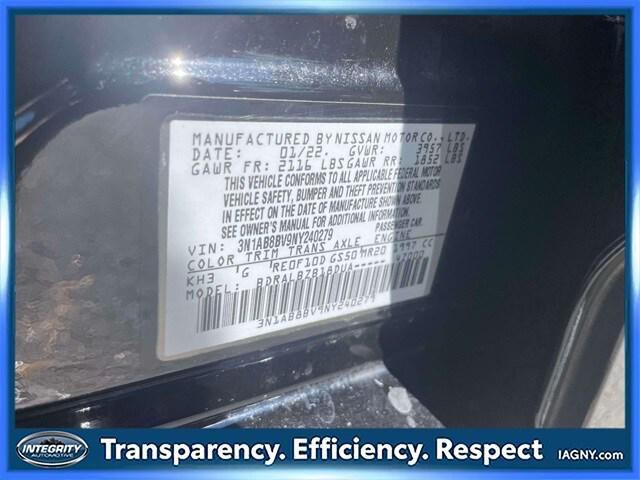 MANUFACTURED BY NISSAN MOTOR CO., LTD.
DATE: 01/22. GVWR: 3957 LBS
GAWR FR: 2116 LBS GAWR RR: 1852 LBS
THIS VEHICLE CONFORMS TO ALL APPLICABLE FEDERAL MOTOR
VEHICLE SAFETY, BUMPER AND THEFT PREVENTION STANDARDS
IN EFFECT ON THE DATE OF MANUFACTURE SHOWN ABOVE.
SEE OWNER'S MANUAL FOR ADDITIONAL INFORMATION.
VIN: 3N1AB8BV9NY240279 PASSENGER CAR
COLOR TRIM TRANS AXLE ENGINE
KH3 'G 'RE0F10D GS50 MR20 1997 CC
MODEL: BDRALBZB18DUA-----
3N1AB8BV9NY240279
INTEGRITY
AUTOMOTIVE
Transparency. Efficiency. Respect
IAGNY.com